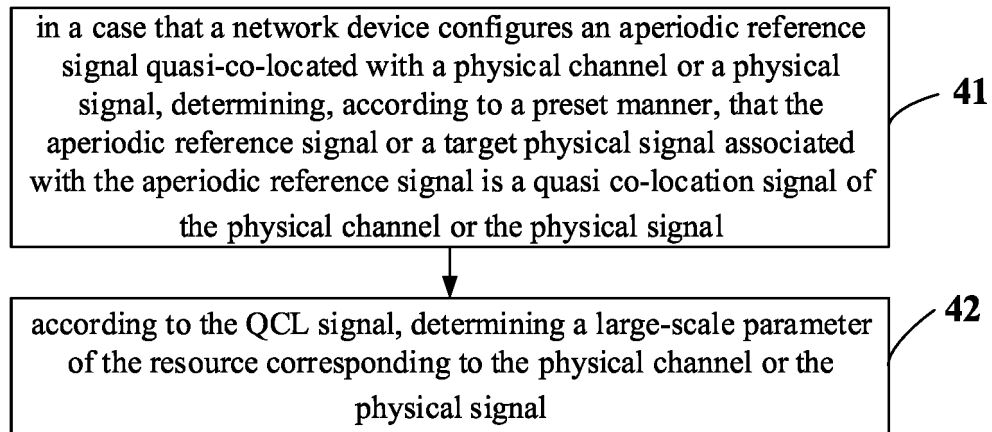 in a case that a network device configures an aperiodic reference
signal quasi-co-located with a physical channel or a physical
signal, determining, according to a preset manner, that the
aperiodic reference signal or a target physical signal associated
with the aperiodic reference signal is a quasi co-location signal of
the physical channel or the physical signal
41
according to the QCL signal, determining a large-scale parameter
of the resource corresponding to the physical channel or the
physical signal
42